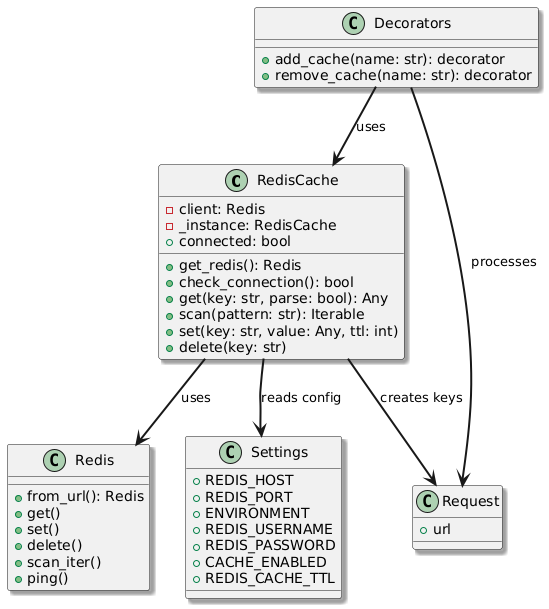 C Decorators
add_cache(name: str): decorator
remove_cache(name: str): decorator
uses
processes
C RedisCache
client: Redis
_instance: RedisCache
connected: bool
get_redis(): Redis
check_connection(): bool
get(key: str, parse: bool): Any
scan(pattern: str): Iterable
set(key: str, value: Any, ttl: int)
delete(key: str)
uses
reads config
creates keys
C Redis
from_url(): Redis
get()
set()
delete()
scan_iter()
ping()
C Settings
REDIS_HOST
REDIS_PORT
ENVIRONMENT
REDIS_USERNAME
REDIS_PASSWORD
CACHE_ENABLED
REDIS_CACHE_TTL
C Request
url